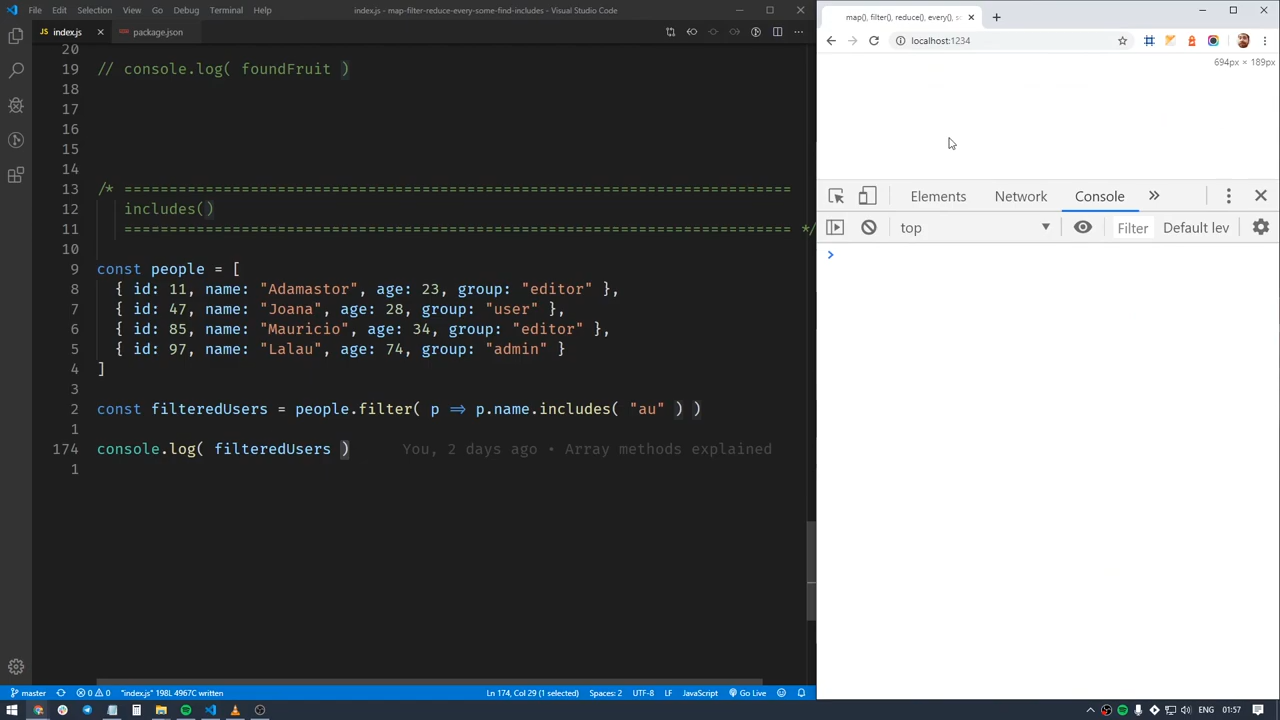 File Edit Selection View Go Debug Terminal Help index.js - map-filter-reduce-every-some-find-includes - Visual Studio Code
JS index.js package.json
20
19 // console.log( foundFruit )
18
17
16
15
14
13 /* ==========================================================================
12 includes()
11 ========================================================================== */
10
9 const people = [
8 { id: 11, name: "Adamastor", age: 23, group: "editor" },
7 { id: 47, name: "Joana", age: 28, group: "user" },
6 { id: 85, name: "Mauricio", age: 34, group: "editor" },
5 { id: 97, name: "Lalau", age: 74, group: "admin" }
4 ]
3
2 const filteredUsers = people.filter( p => p.name.includes( "au" ) )
1
174 console.log( filteredUsers ) You, 2 days ago • Array methods explained
1
master 0 0 "index.js" 198L 4967C written Ln 174, Col 29 (1 selected) Spaces: 2 UTF-8 LF JavaScript Go Live
map(), filter(), reduce(), every(), s
localhost:1234
694px × 189px
Elements Network Console
top Filter Default lev
ENG 01:57